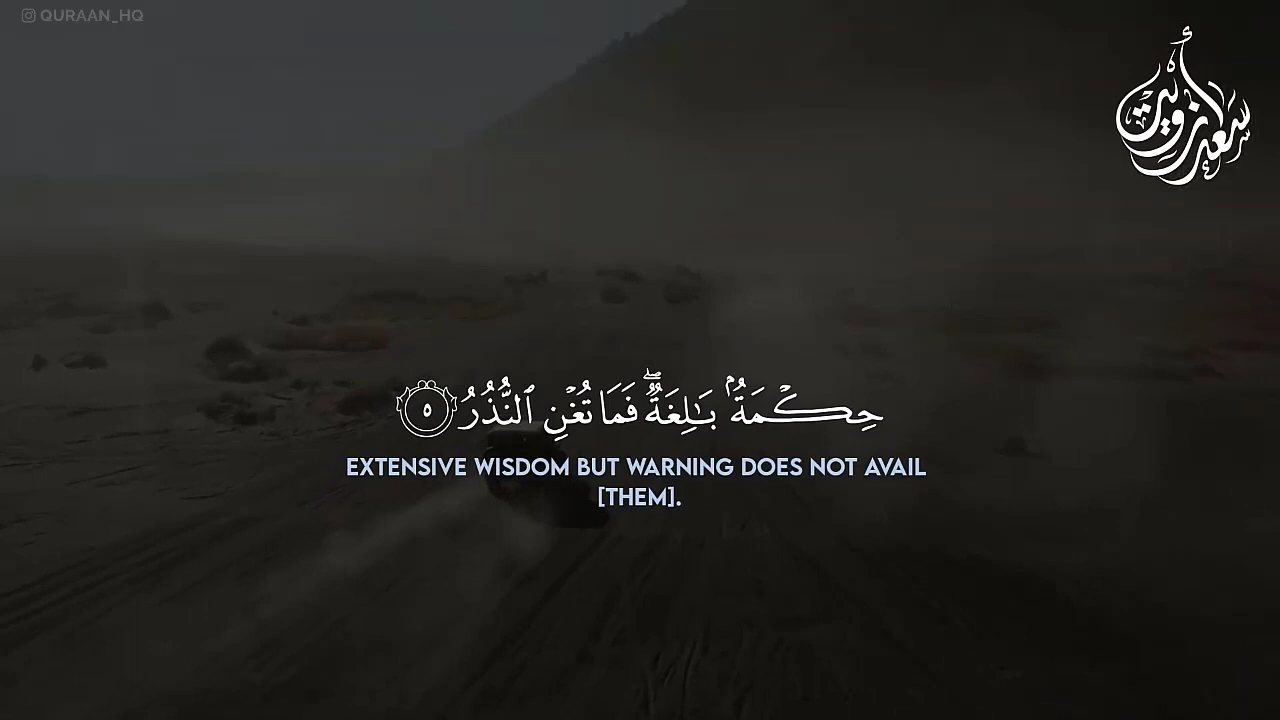 QURAAN_HQ
حِكْمَةٌۢ بَـٰلِغَةٌۖ فَمَا تُغْنِ ٱلنُّذُرُ ٥
EXTENSIVE WISDOM BUT WARNING DOES NOT AVAIL
[THEM].